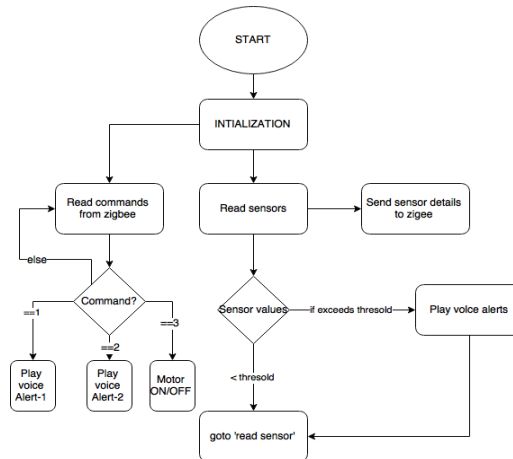 START
INTIALIZATION
Read commands
from zigbee
Read sensors
Send sensor details
to zigee
else
Command?
Sensor values
if exceeds thresold
Play voice alerts
==1
==3
==2
Play
voice
Alert-1
Play
voice
Alert-2
Motor
ON/OFF
< thresold
goto 'read sensor'